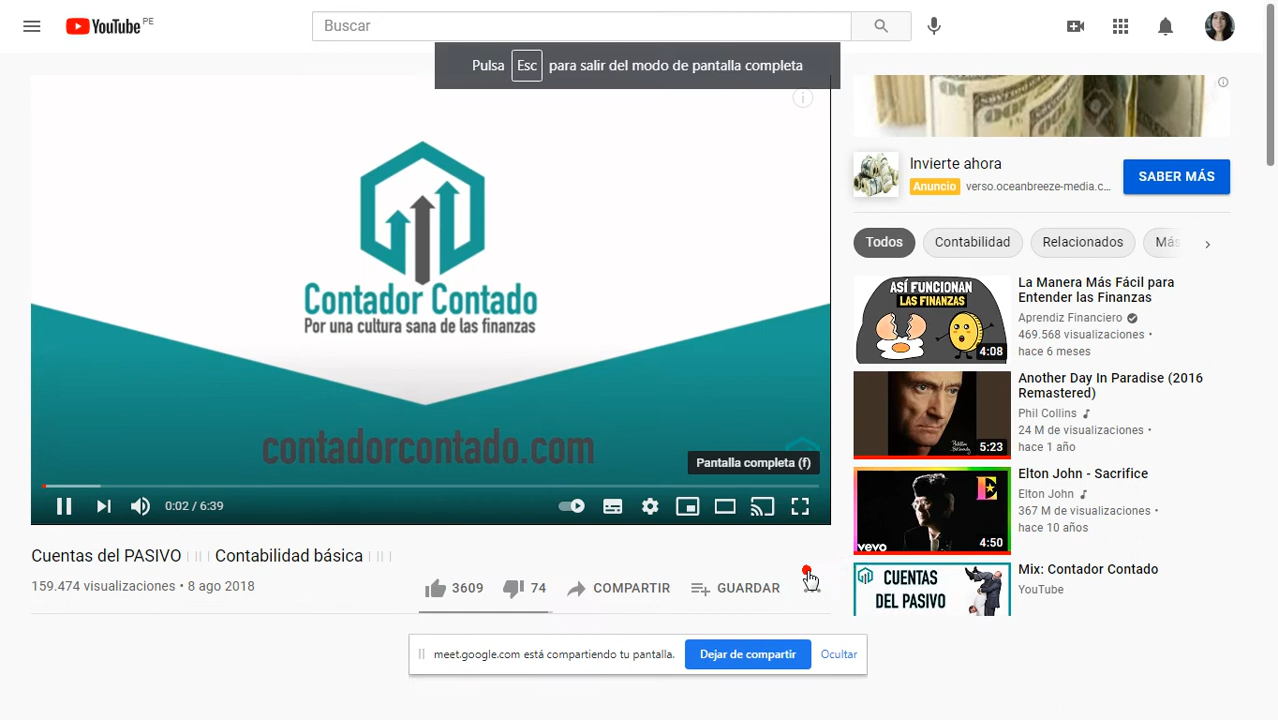 YouTube PE
Buscar
Pulsa Esc para salir del modo de pantalla completa
Contador Contado
Por una cultura sana de las finanzas
contadorcontado.com
Pantalla completa (f)
0:02 / 6:39
Cuentas del PASIVO | | | Contabilidad básica | | |
159.474 visualizaciones • 8 ago 2018
3609
74
COMPARTIR
GUARDAR
Invierte ahora
Anuncio verso.oceanbreeze-media.c...
SABER MÁS
Todos
Contabilidad
Relacionados
Más
ASÍ FUNCIONAN
LAS FINANZAS
4:08
La Manera Más Fácil para
Entender las Finanzas
Aprendiz Financiero
469.568 visualizaciones •
hace 6 meses
5:23
Another Day In Paradise (2016
Remastered)
Phil Collins
24 M de visualizaciones •
hace 1 año
vevo
4:50
Elton John - Sacrifice
Elton John
367 M de visualizaciones •
hace 10 años
CUENTAS
DEL PASIVO
Mix: Contador Contado
YouTube
meet.google.com está compartiendo tu pantalla.
Dejar de compartir
Ocultar